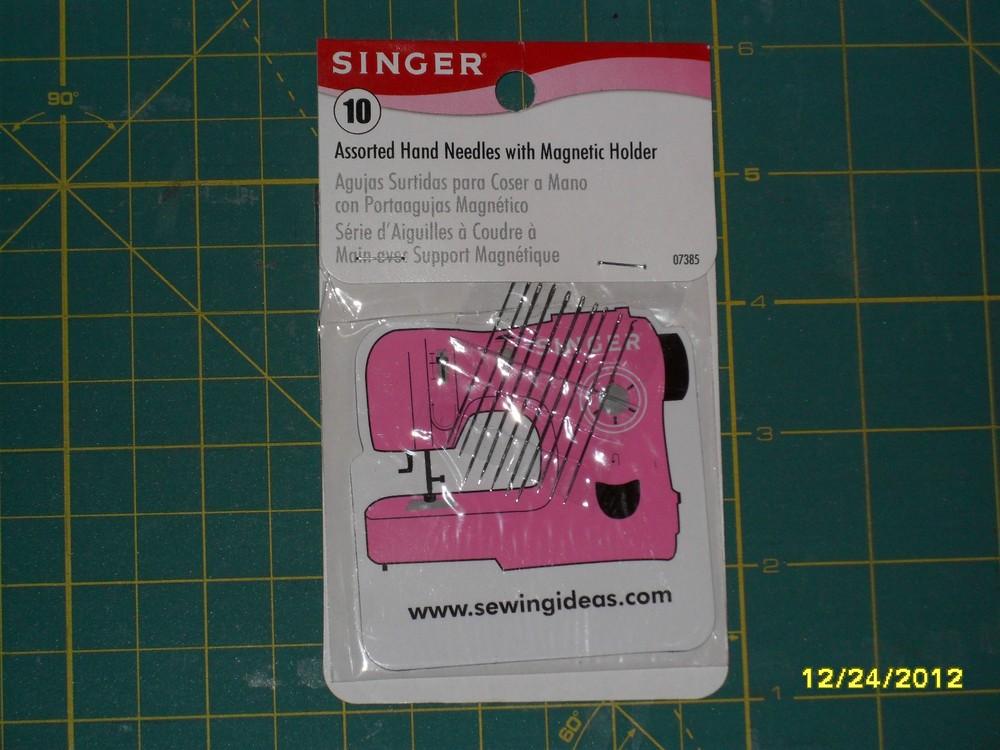 SINGER®
10
Assorted Hand Needles with Magnetic Holder
Agujas Surtidas para Coser a Mano
con Portaagujas Magnético
Série d'Aiguilles à Coudre à
Main avec Support Magnétique
07385
SINGER
www.sewingideas.com
90°
6
5
4
3
2
1
60°
12/24/2012